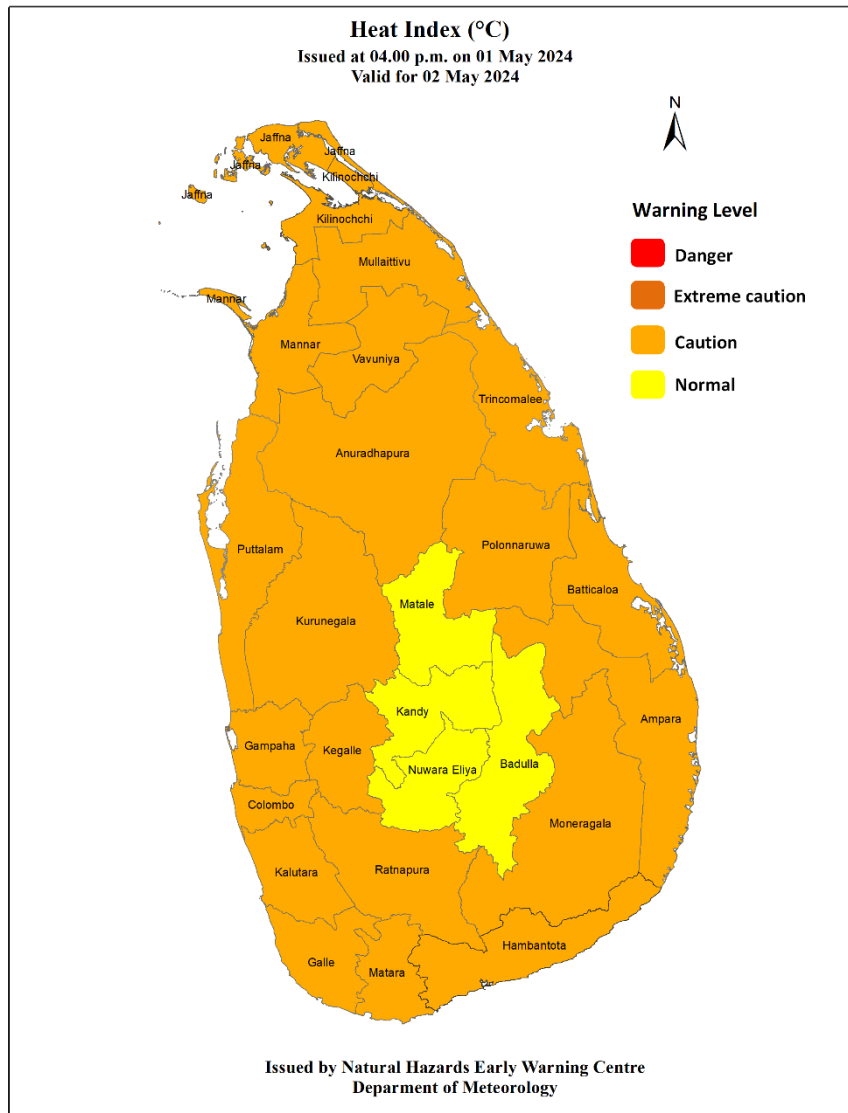 Heat Index (°C)
Issued at 04.00 p.m. on 01 May 2024
Valid for 02 May 2024
N
Warning Level
Danger
Extreme caution
Caution
Normal
Jaffna
Jaffna
Jaffna
Kilinochchi
Jaffna
Kilinochchi
Mullaittivu
Mannar
Mannar
Vavuniya
Trincomalee
Anuradhapura
Puttalam
Polonnaruwa
Batticaloa
Matale
Kurunegala
Kandy
Ampara
Gampaha
Kegalle
Nuwara Eliya
Badulla
Colombo
Moneragala
Kalutara
Ratnapura
Hambantota
Galle
Matara
Issued by Natural Hazards Early Warning Centre
Deparment of Meteorology